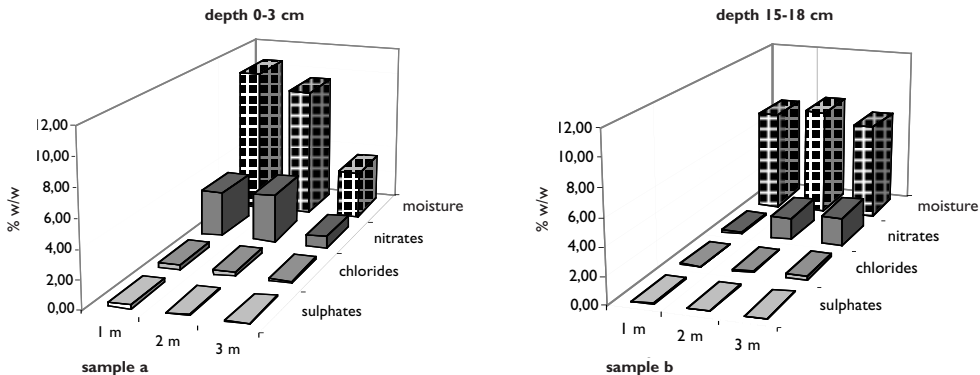 depth 0-3 cm
% w/w
12,00
10,00
8,00
6,00
4,00
2,00
0,00
moisture
nitrates
chlorides
sulphates
1 m
2 m
3 m
sample a
depth 15-18 cm
% w/w
12,00
10,00
8,00
6,00
4,00
2,00
0,00
moisture
nitrates
chlorides
sulphates
1 m
2 m
3 m
sample b